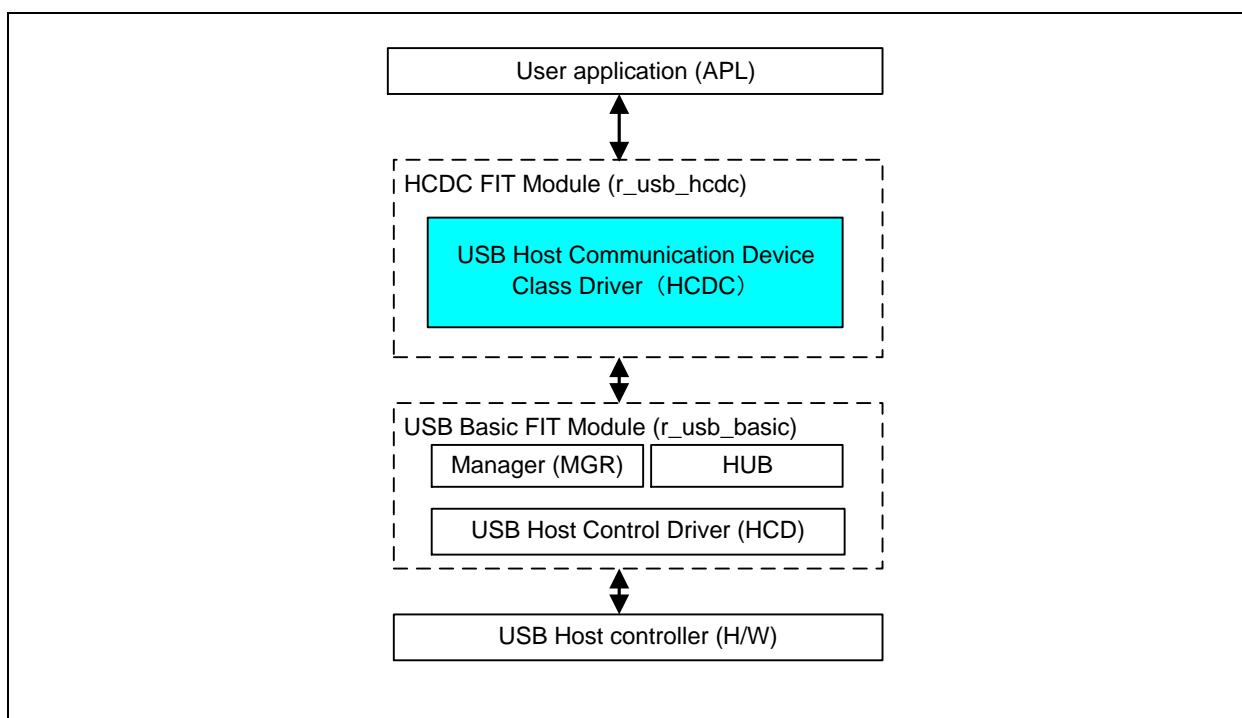 User application (APL)
HCDC FIT Module (r_usb_hcdc)
USB Host Communication Device
Class Driver（HCDC）
USB Basic FIT Module (r_usb_basic)
Manager (MGR)
HUB
USB Host Control Driver (HCD)
USB Host controller (H/W)